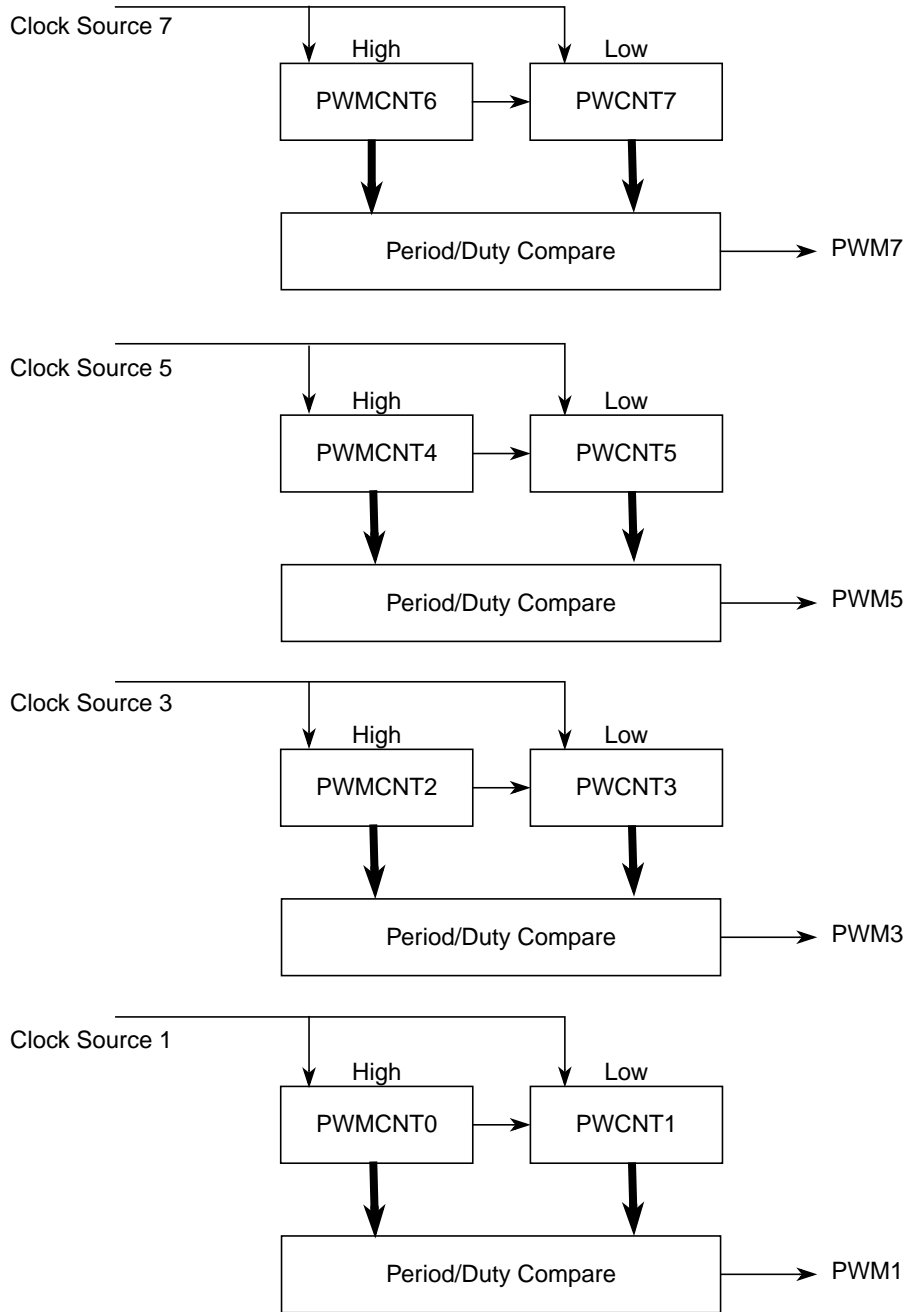 Clock Source 7
High
Low
PWMCNT6
PWCNT7
Period/Duty Compare
PWM7
Clock Source 5
High
Low
PWMCNT4
PWCNT5
Period/Duty Compare
PWM5
Clock Source 3
High
Low
PWMCNT2
PWCNT3
Period/Duty Compare
PWM3
Clock Source 1
High
Low
PWMCNT0
PWCNT1
Period/Duty Compare
PWM1